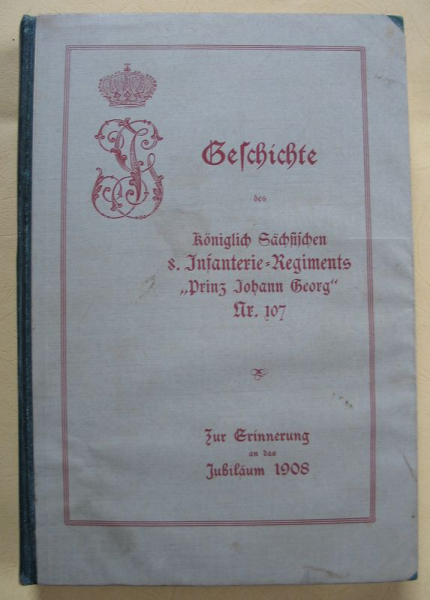 Geschichte
des
Königlich Sächsischen
8. Infanterie-Regiments
„Prinz Johann Georg“
Nr. 107
Zur Erinnerung
an das
Jubiläum 1908